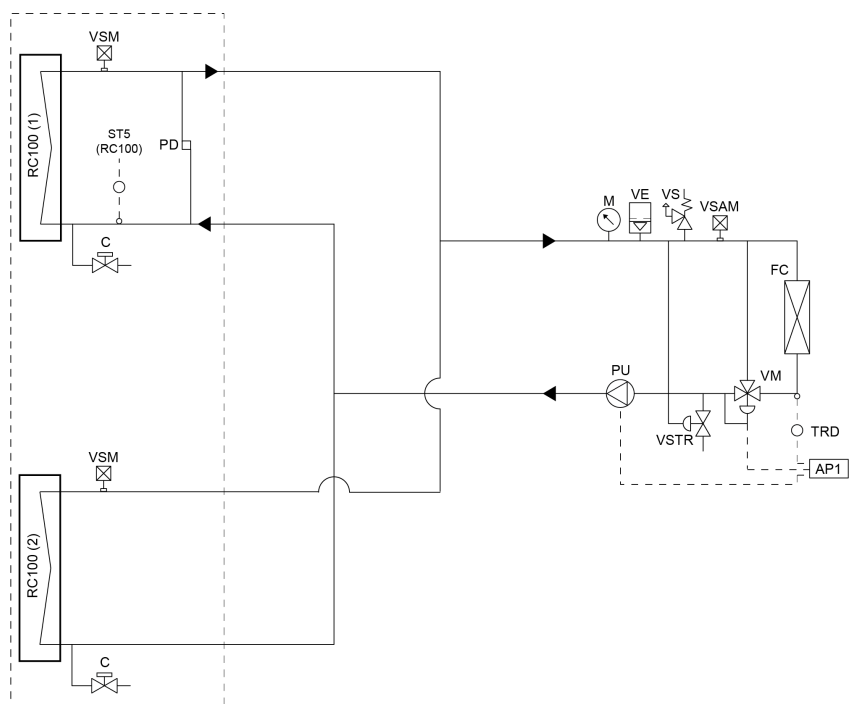 VSM
RC100 (1)
ST5
(RC100)
PD
C
M
VE
VS
VSAM
FC
PU
VM
VSTR
TRD
AP1
VSM
RC100 (2)
C